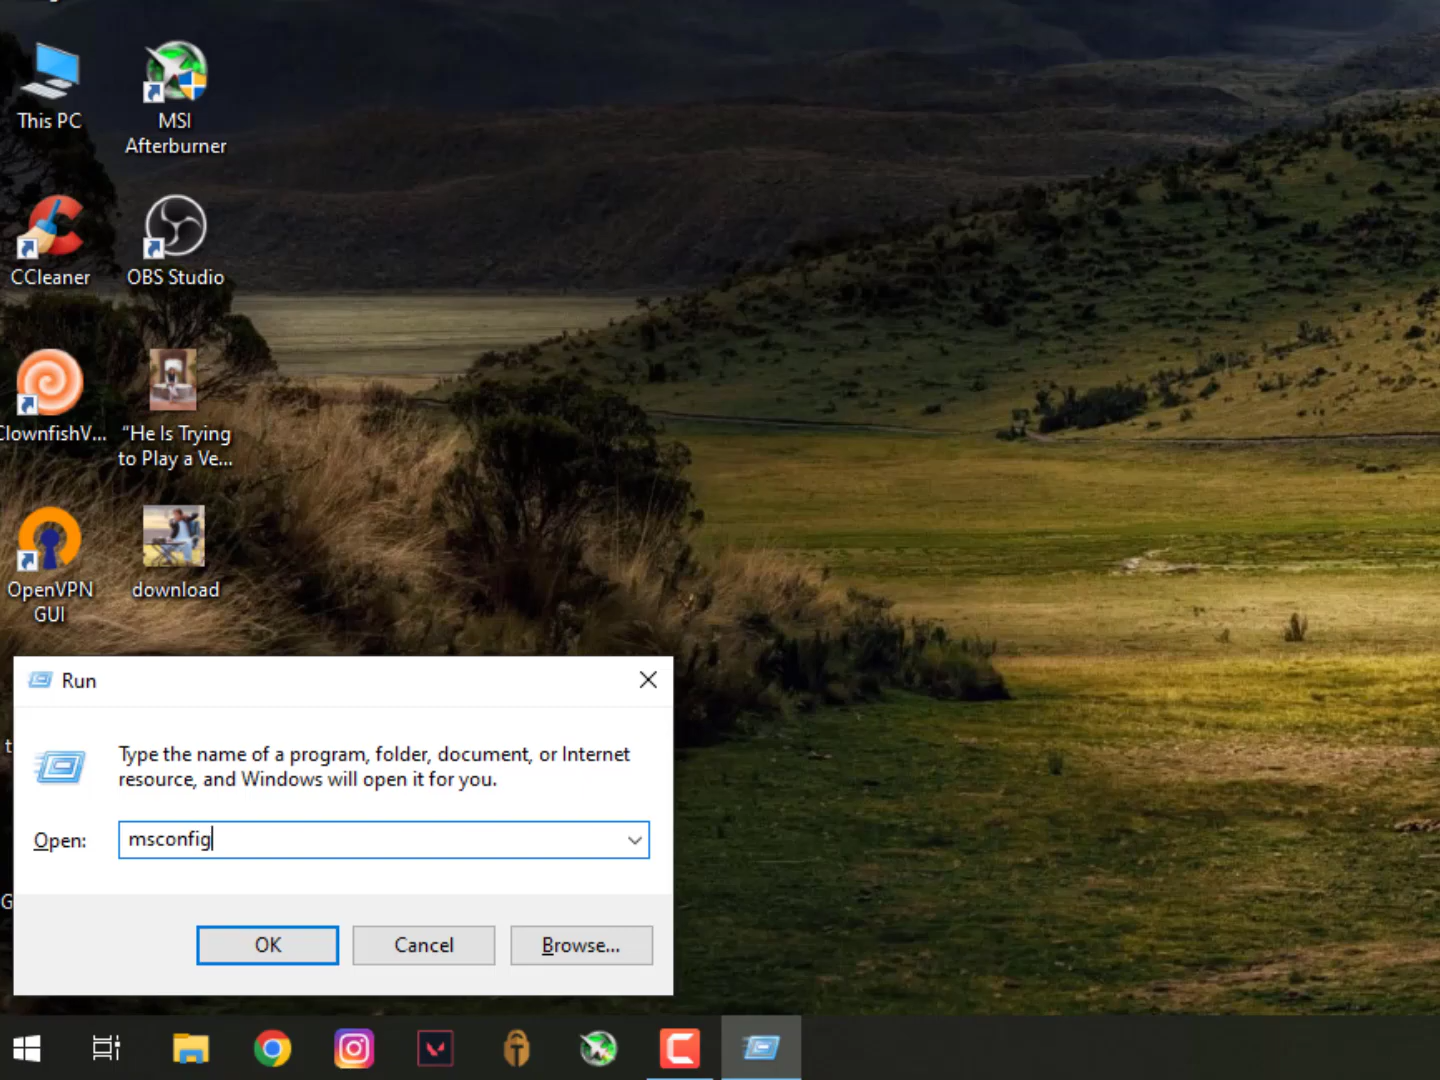 This PC
MSI
Afterburner
CCleaner
OBS Studio
ClownfishV...
“He Is Trying
to Play a Ve...
OpenVPN
GUI
download
Run
Type the name of a program, folder, document, or Internet
resource, and Windows will open it for you.
Open:
msconfig
OK
Cancel
Browse...